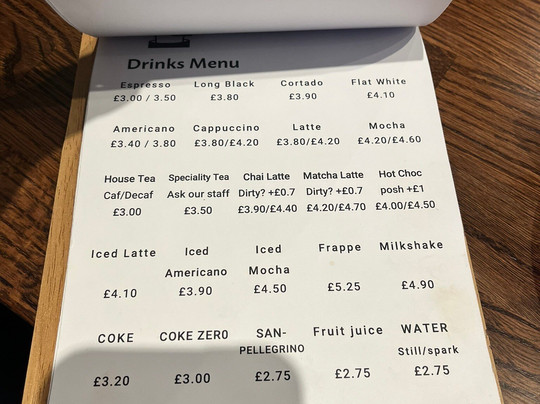 Drinks Menu
Espresso Long Black Cortado Flat White
£3.00 / 3.50 £3.80 £3.90 £4.10
Americano Cappuccino Latte Mocha
£3.40 / 3.80 £3.80/£4.20 £3.80/£4.20 £4.20/£4.60
House Tea Speciality Tea Chai Latte Matcha Latte Hot Choc
Caf/Decaf Ask our staff Dirty? +£0.7 Dirty? +£0.7 posh +£1
£3.00 £3.50 £3.90/£4.40 £4.20/£4.70 £4.00/£4.50
Iced Latte Iced Iced Frappe Milkshake
Americano Mocha
£4.10 £3.90 £4.50 £5.25 £4.90
COKE COKE ZERO SAN- Fruit juice WATER
PELLEGRINO Still/spark
£3.20 £3.00 £2.75 £2.75 £2.75